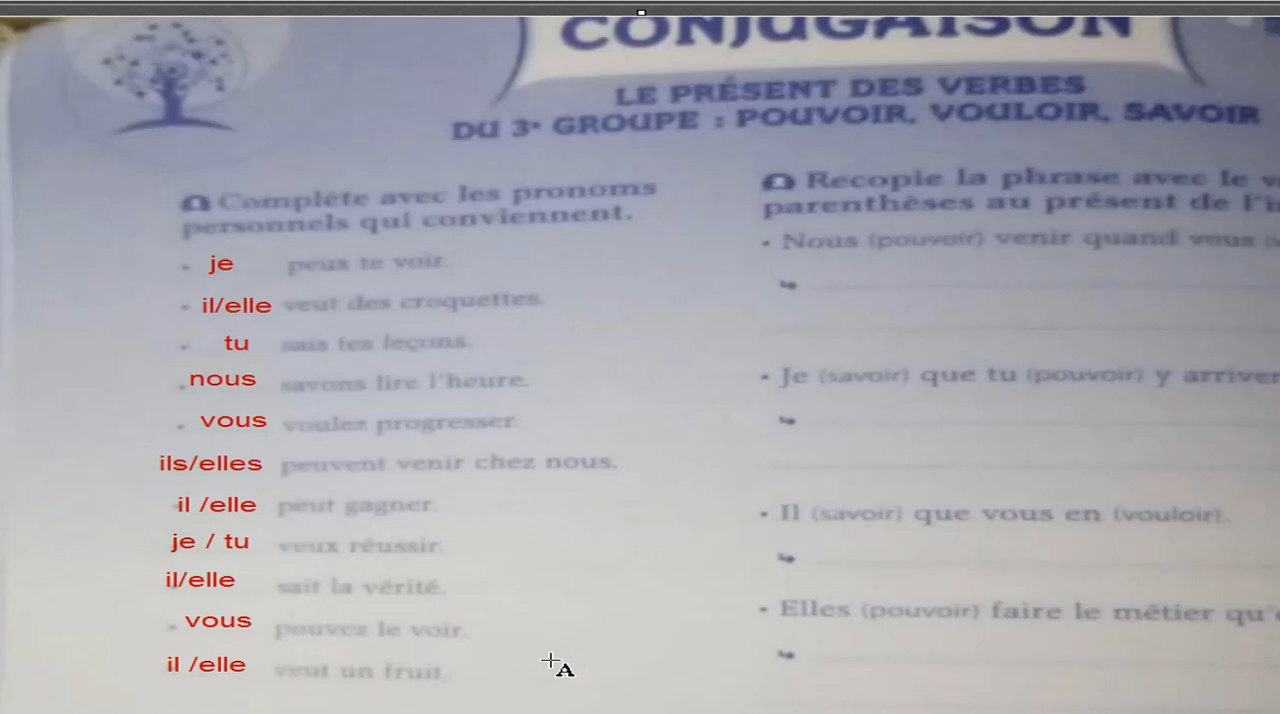 CONJUGAISON
LE PRÉSENT DES VERBES
DU 3e GROUPE : POUVOIR, VOULOIR, SAVOIR
Complète avec les pronoms
personnels qui conviennent.
• je peux te voir.
• il/elle veut des croquettes.
• tu sais tes leçons.
• nous savons lire l'heure.
• vous voulez progresser.
ils/elles peuvent venir chez nous.
il /elle peut gagner.
je / tu veux réussir.
il/elle sait la vérité.
• vous pouvez le voir.
il /elle veut un fruit.
Recopie la phrase avec le
parenthèses au présent de
• Nous (pouvoir) venir quand vous
• Je (savoir) que tu (pouvoir) y arriver
• Il (savoir) que vous en (vouloir).
• Elles (pouvoir) faire le métier
A